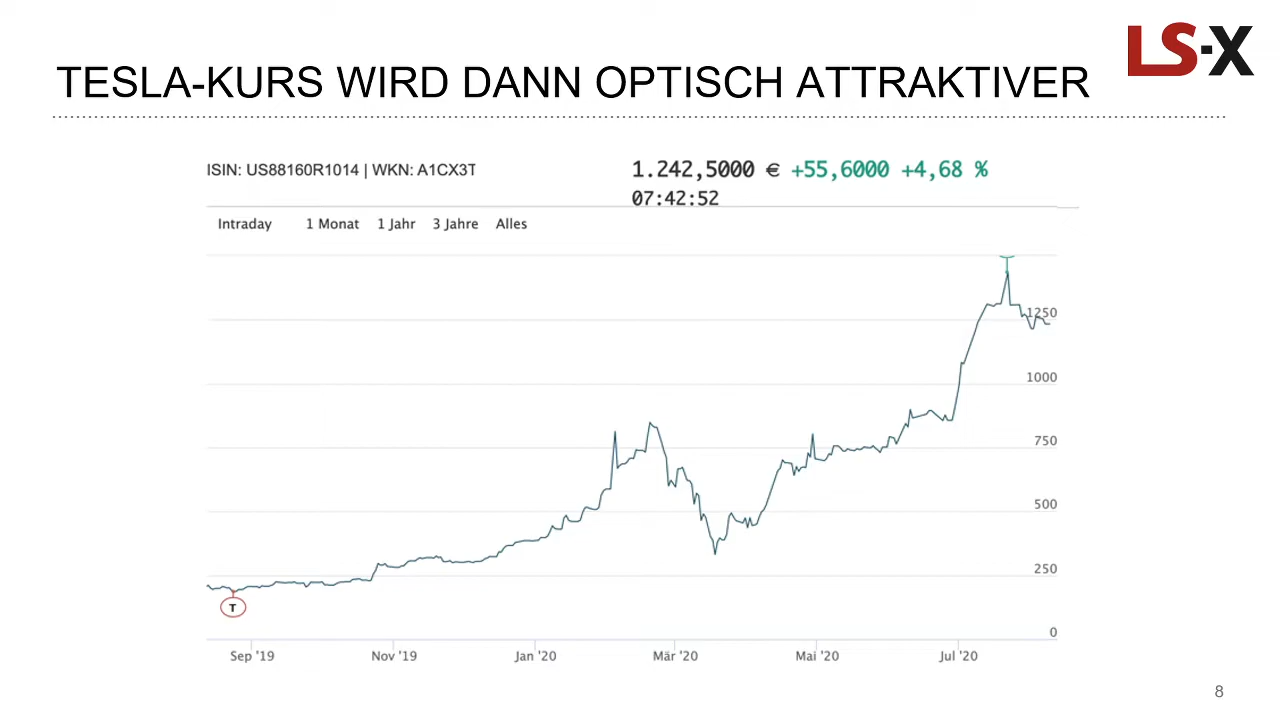 LS-X
TESLA-KURS WIRD DANN OPTISCH ATTRAKTIVER
ISIN: US88160R1014 | WKN: A1CX3T
1.242,5000 € +55,6000 +4,68 %
07:42:52
Intraday 1 Monat 1 Jahr 3 Jahre Alles
1250
1000
750
500
250
T
0
Sep '19 Nov '19 Jan '20 Mär '20 Mai '20 Jul '20
8